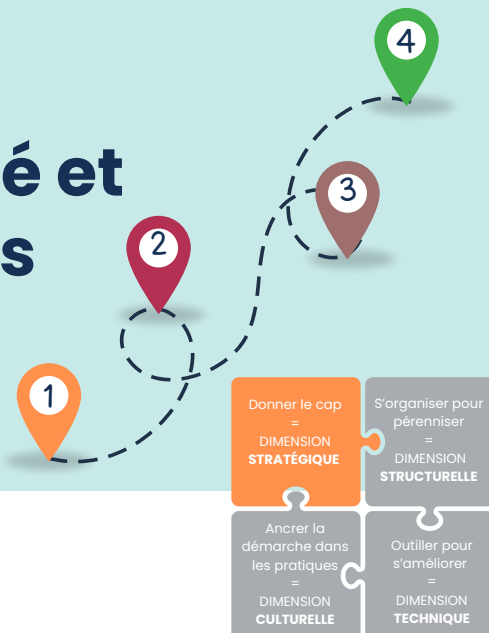 4
é et
3
s
2
1
Donner le cap
=
DIMENSION
STRATÉGIQUE
S’organiser pour
pérenniser
=
DIMENSION
STRUCTURELLE
Ancrer la
démarche dans
les pratiques
=
DIMENSION
CULTURELLE
Outiller pour
s’améliorer
=
DIMENSION
TECHNIQUE